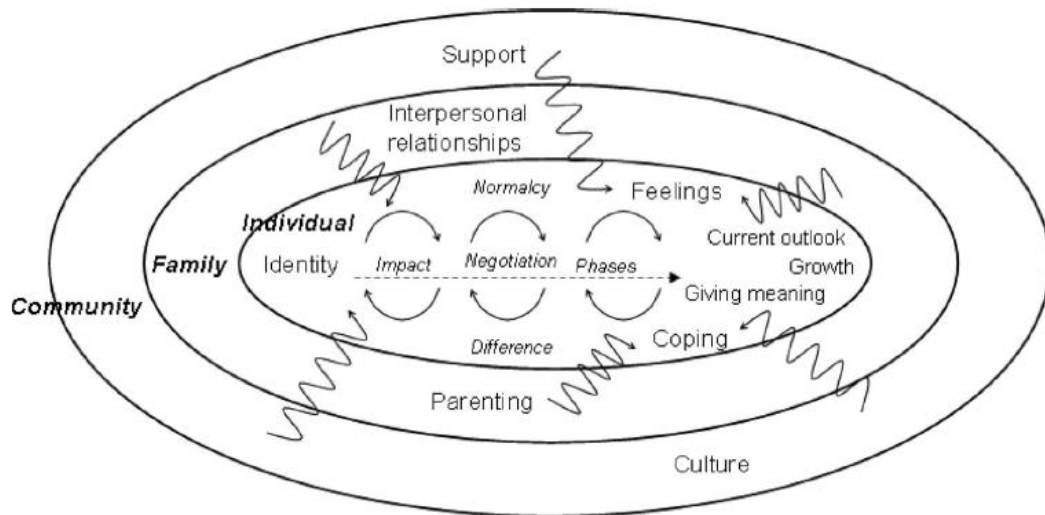 Support
Interpersonal
relationships
Normalcy
Feelings
Individual
Current outlook
Family
Identity
Impact
Negotiation
Phases
Growth
Community
Giving meaning
Difference
Coping
Parenting
Culture